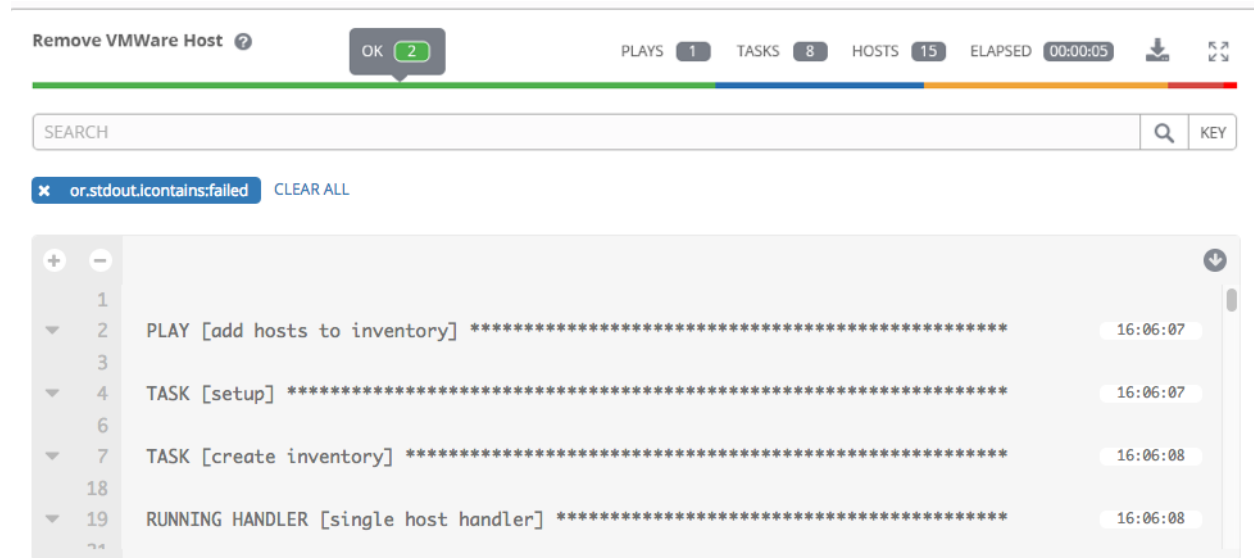 Remove VMWare Host ?
OK 2
PLAYS 1 TASKS 8 HOSTS 15 ELAPSED 00:00:05
SEARCH
KEY
× or.stdout.icontains:failed CLEAR ALL
+ −
1
2 PLAY [add hosts to inventory] ************************************************** 16:06:07
3
4 TASK [setup] ******************************************************************* 16:06:07
6
7 TASK [create inventory] ******************************************************** 16:06:08
18
19 RUNNING HANDLER [single host handler] ****************************************** 16:06:08